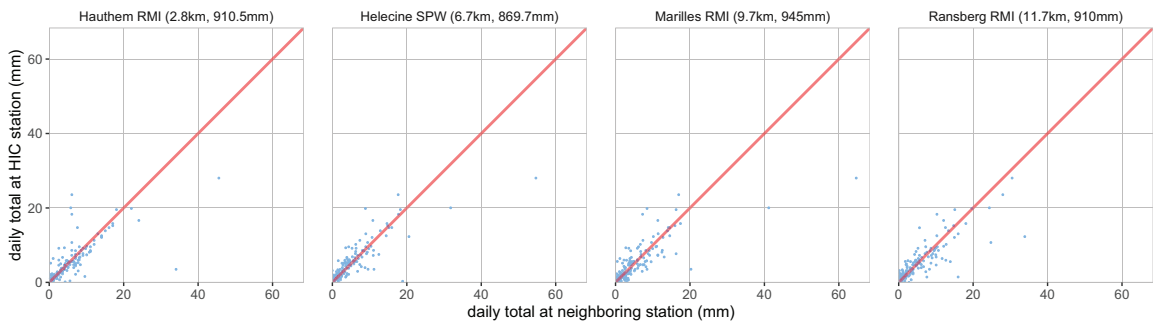 Hauthem RMI (2.8km, 910.5mm)
Helecine SPW (6.7km, 869.7mm)
Marilles RMI (9.7km, 945mm)
Ransberg RMI (11.7km, 910mm)
daily total at HIC station (mm)
60
40
20
0
0 20 40 60
0 20 40 60
0 20 40 60
0 20 40 60
daily total at neighboring station (mm)